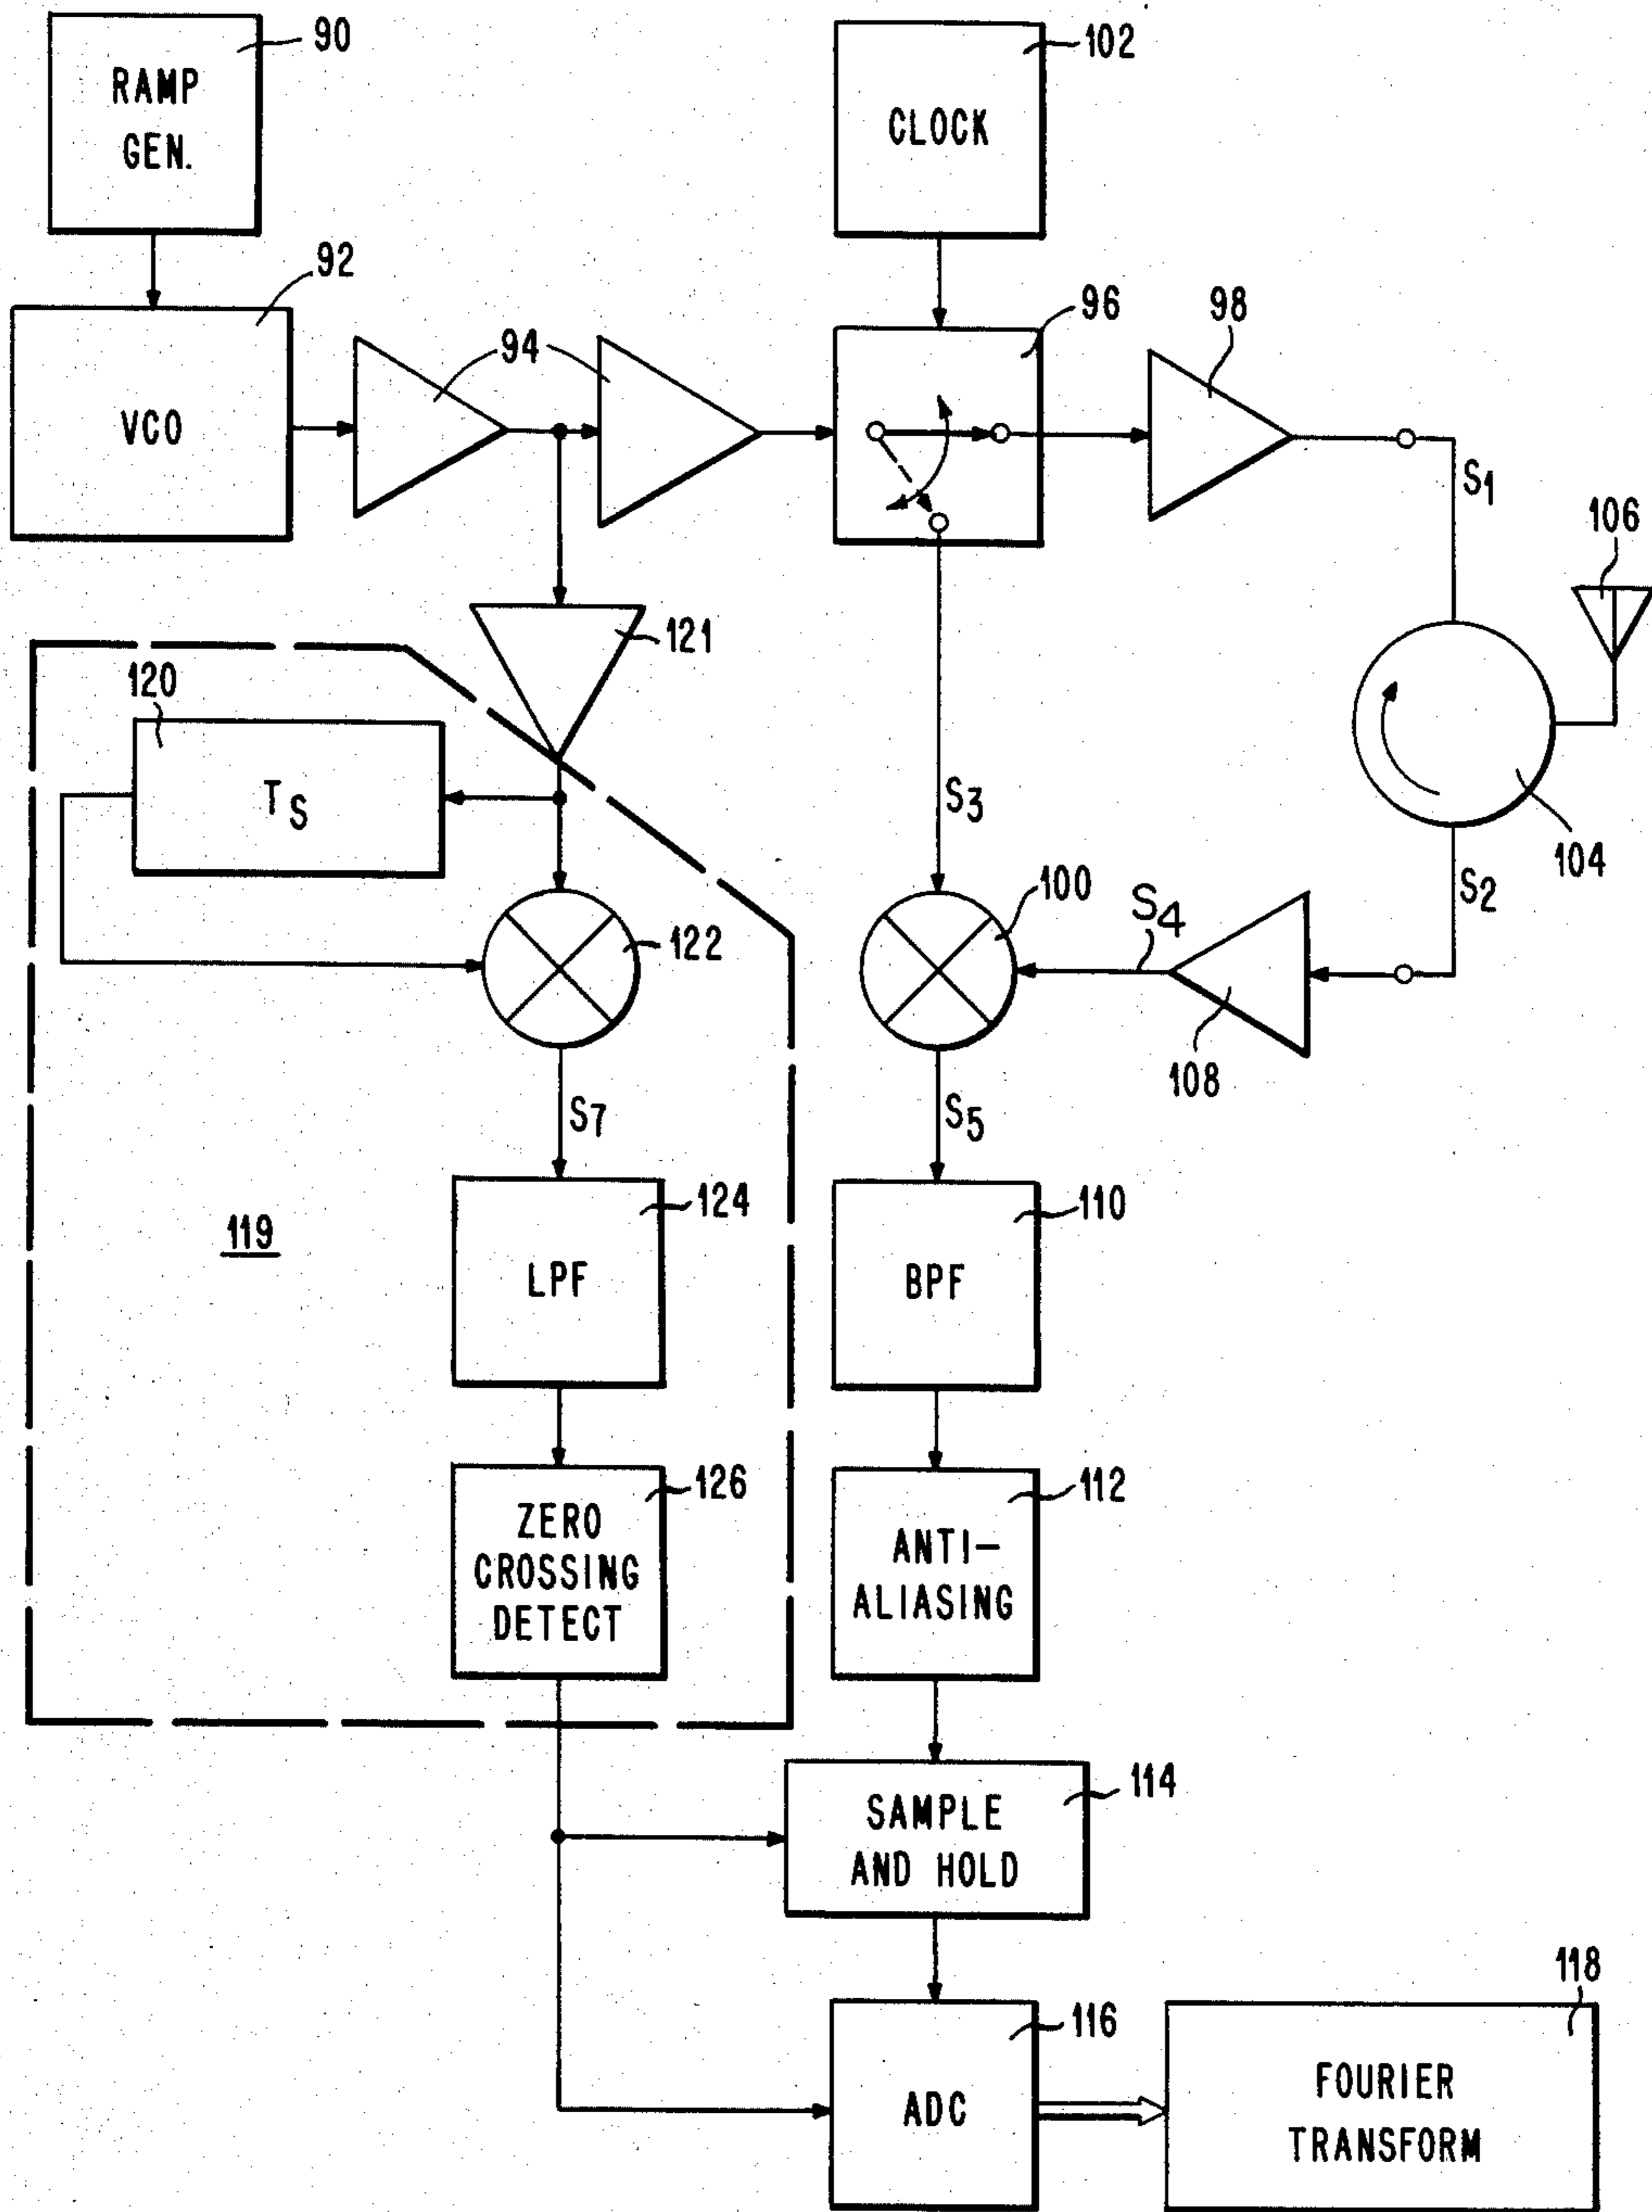 90
RAMP
GEN.
102
CLOCK
92
VCO
94
96
98
S1
106
121
120
TS
S3
104
S2
122
100
S4
108
S7
S5
119
124
LPF
110
BPF
126
ZERO
CROSSING
DETECT
112
ANTI-
ALIASING
114
SAMPLE
AND HOLD
116
ADC
118
FOURIER
TRANSFORM